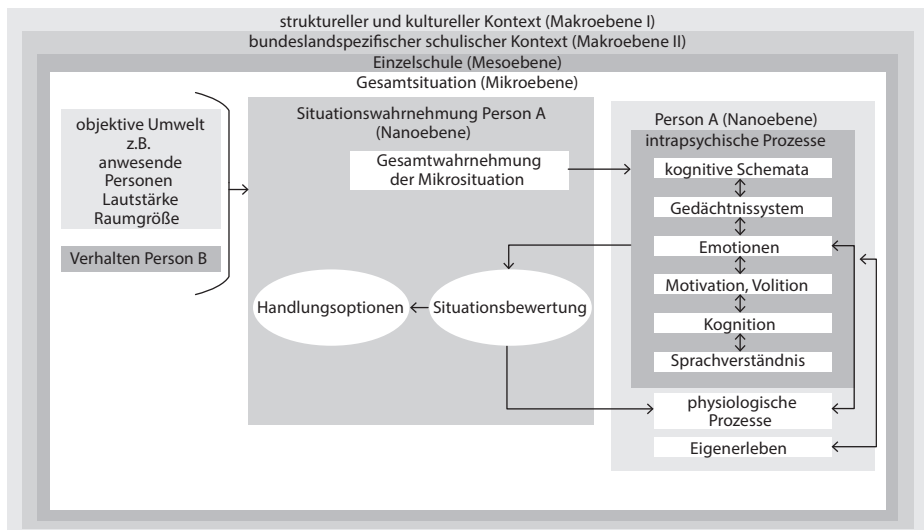 struktureller und kultureller Kontext (Makroebene I)
bundeslandspezifischer schulischer Kontext (Makroebene II)
Einzelschule (Mesoebene)
Gesamtsituation (Mikroebene)
objektive Umwelt
z.B.
anwesende
Personen
Lautstärke
Raumgröße
Verhalten Person B
Situationswahrnehmung Person A
(Nanoebene)
Gesamtwahrnehmung
der Mikrosituation
Handlungsoptionen
Situationsbewertung
Person A (Nanoebene)
intrapsychische Prozesse
kognitive Schemata
Gedächtnissystem
Emotionen
Motivation, Volition
Kognition
Sprachverständnis
physiologische
Prozesse
Eigenerleben